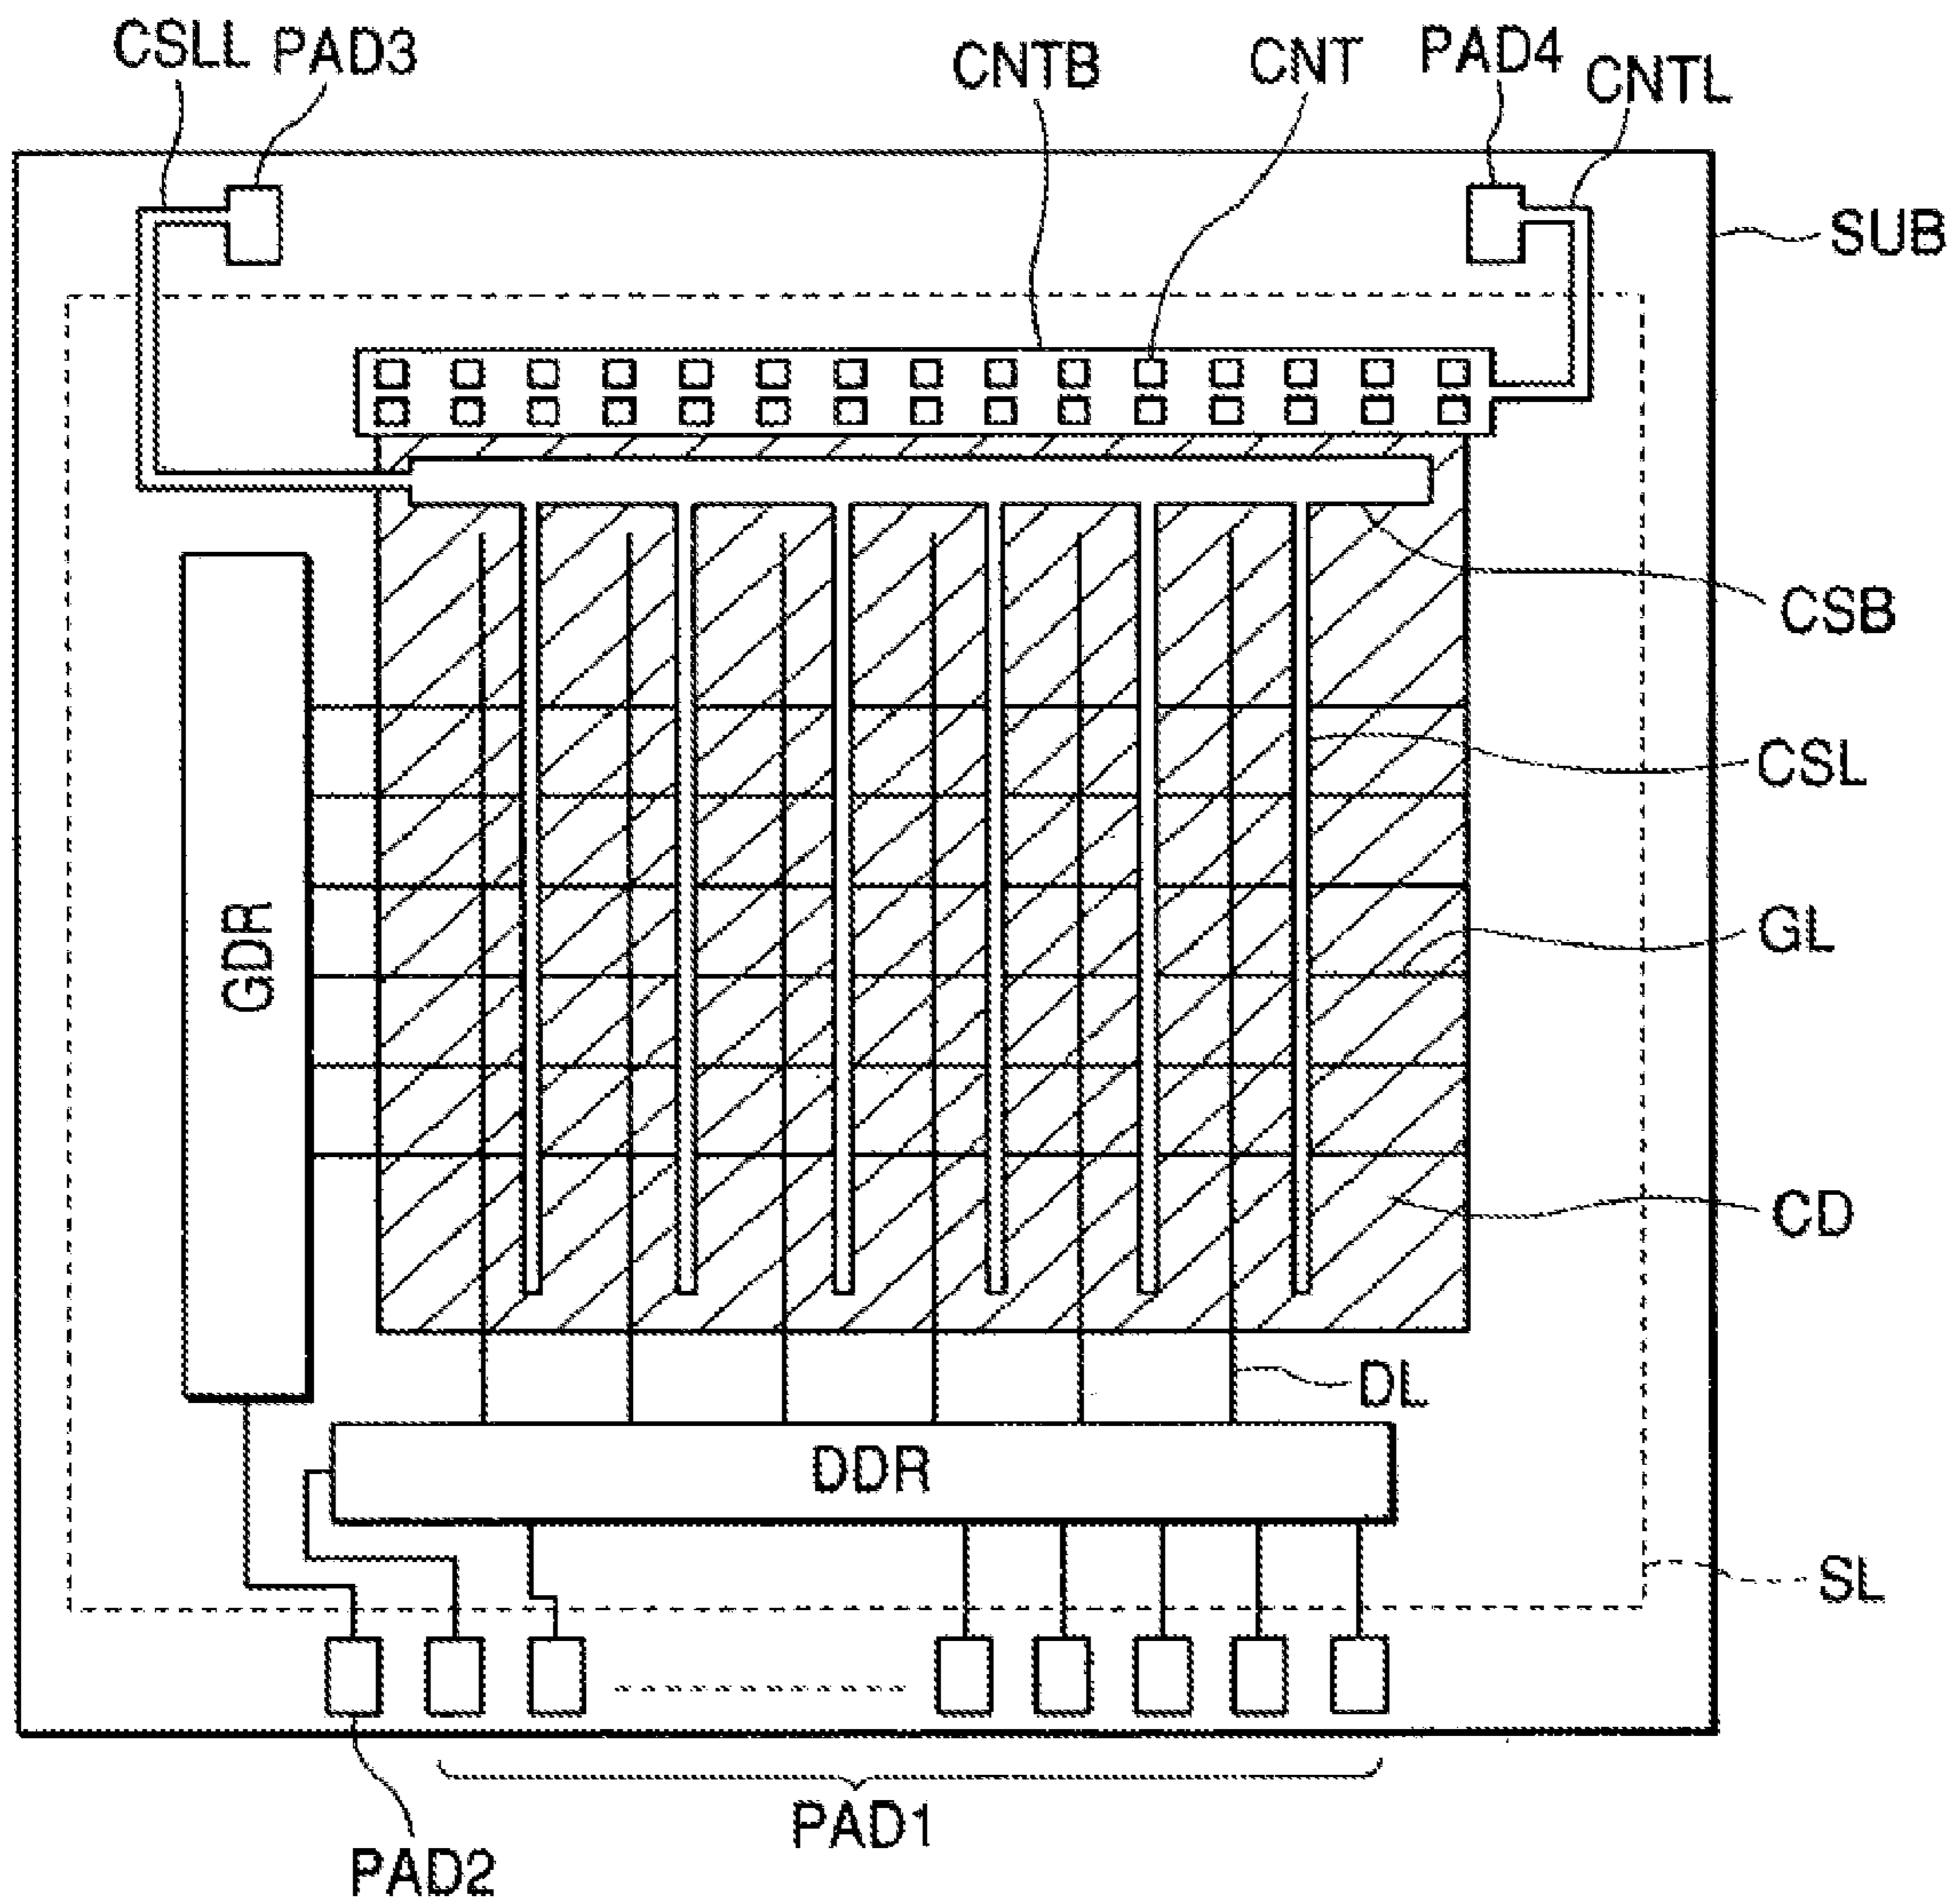 CSLL
PAD3
CNTB
CNT
PAD4
CNTL
SUB
CSB
CSL
GL
GDR
CD
DL
DDR
SL
PAD1
PAD2